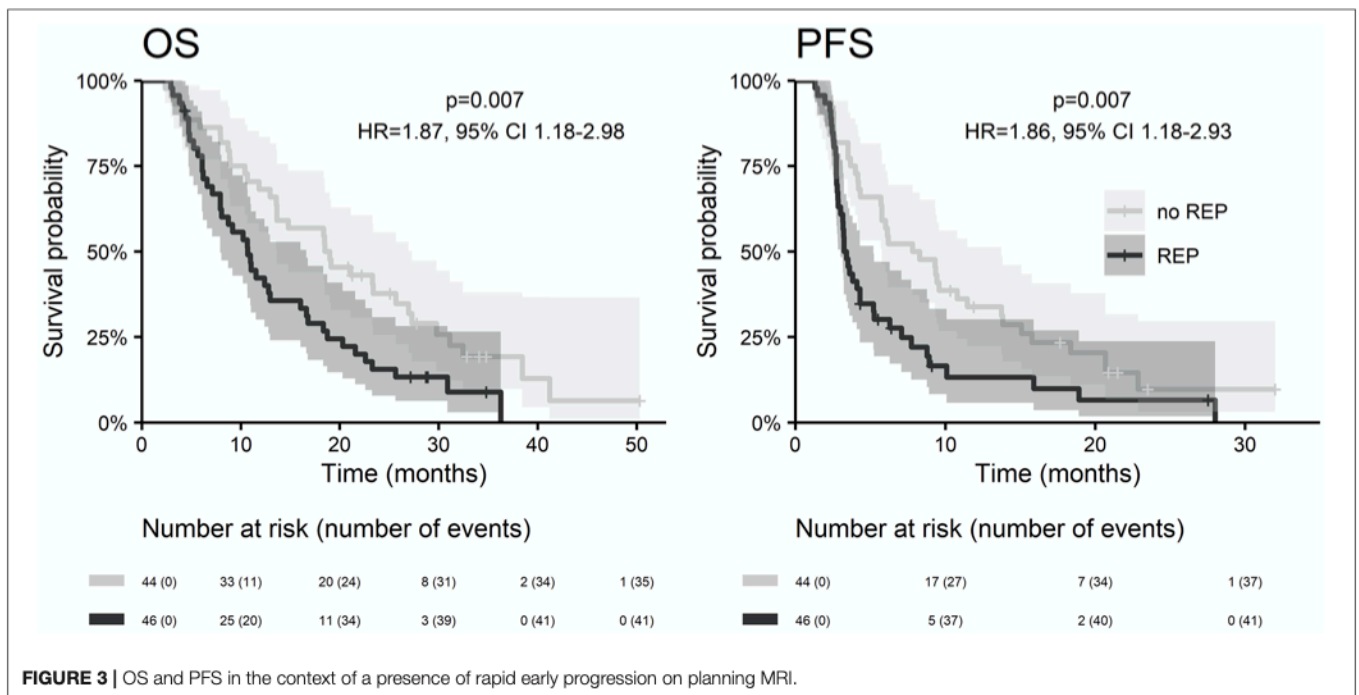 OS
100%
75%
50%
25%
0%
Survival probability
p=0.007
HR=1.87, 95% CI 1.18-2.98
0 10 20 30 40 50
Time (months)
Number at risk (number of events)
44 (0) 33 (11) 20 (24) 8 (31) 2 (34) 1 (35)
46 (0) 25 (20) 11 (34) 3 (39) 0 (41) 0 (41)
PFS
100%
75%
50%
25%
0%
Survival probability
p=0.007
HR=1.86, 95% CI 1.18-2.93
no REP
REP
0 10 20 30
Time (months)
Number at risk (number of events)
44 (0) 17 (27) 7 (34) 1 (37)
46 (0) 5 (37) 2 (40) 0 (41)
FIGURE 3 | OS and PFS in the context of a presence of rapid early progression on planning MRI.